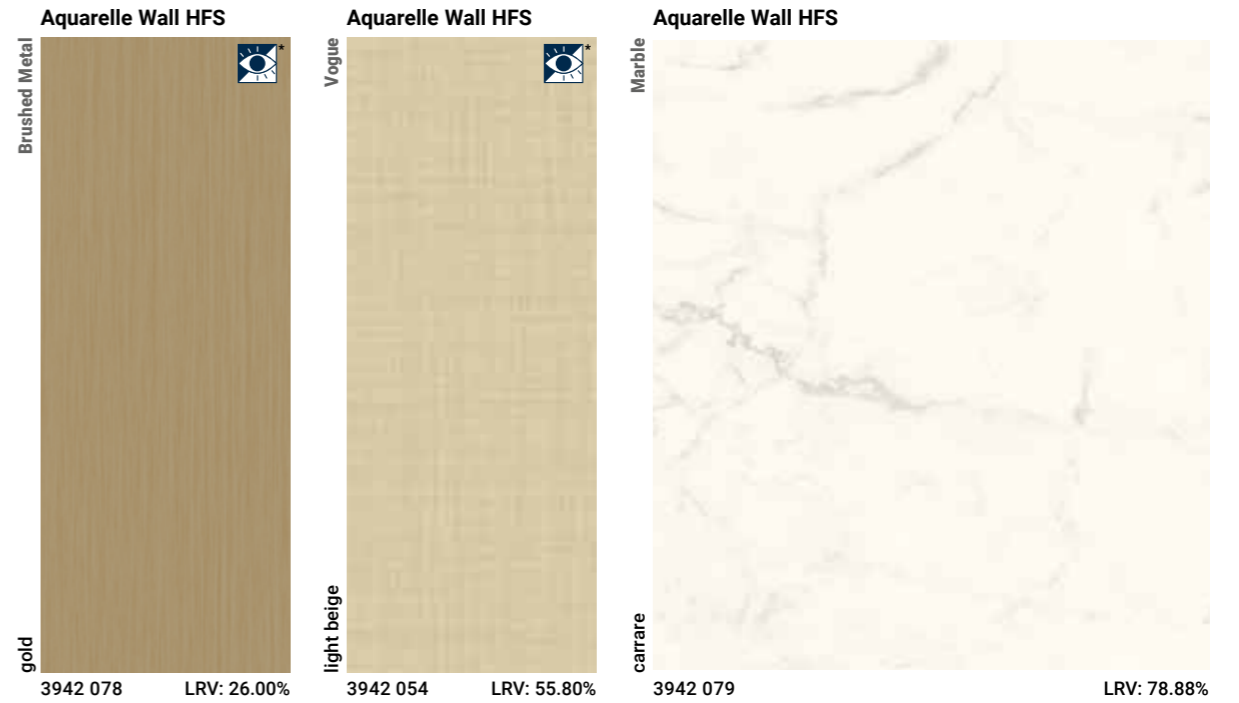 Aquarelle Wall HFS
Brushed Metal
*
gold
3942 078
LRV: 26.00%
Aquarelle Wall HFS
Vogue
*
light beige
3942 054
LRV: 55.80%
Aquarelle Wall HFS
Marble
carrare
3942 079
LRV: 78.88%